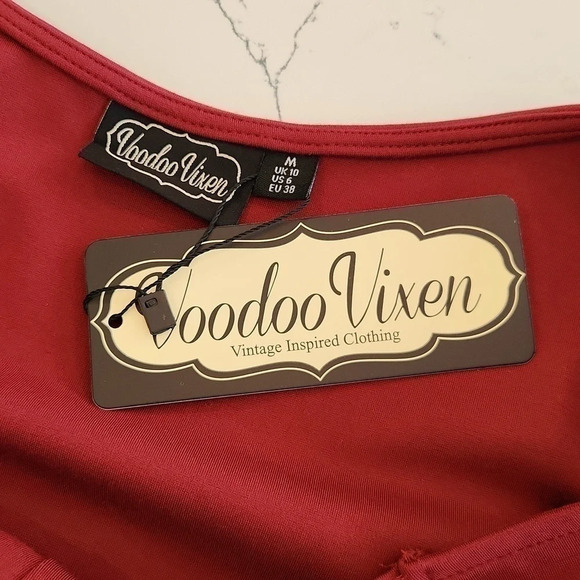 Voodoo Vixen
M
UK 10
US 6
EU 38
Voodoo Vixen
Vintage Inspired Clothing